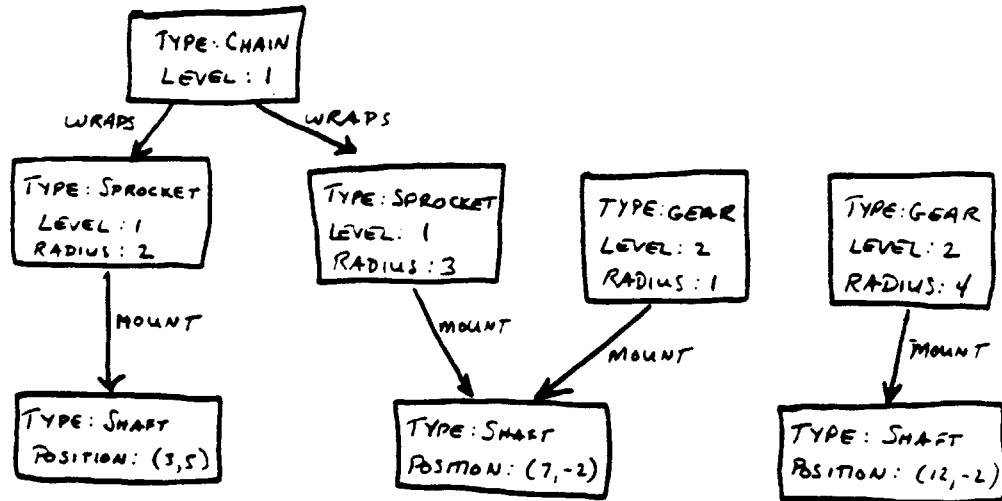 TYPE: CHAIN
LEVEL: 1
WRAPS
WRAPS
TYPE: SPROCKET
LEVEL: 1
RADIUS: 2
TYPE: SPROCKET
LEVEL: 1
RADIUS: 3
TYPE: GEAR
LEVEL: 2
RADIUS: 1
TYPE: GEAR
LEVEL: 2
RADIUS: 4
MOUNT
MOUNT
MOUNT
MOUNT
TYPE: SHAFT
POSITION: (3,5)
TYPE: SHAFT
POSITION: (7,-2)
TYPE: SHAFT
POSITION: (12,-2)